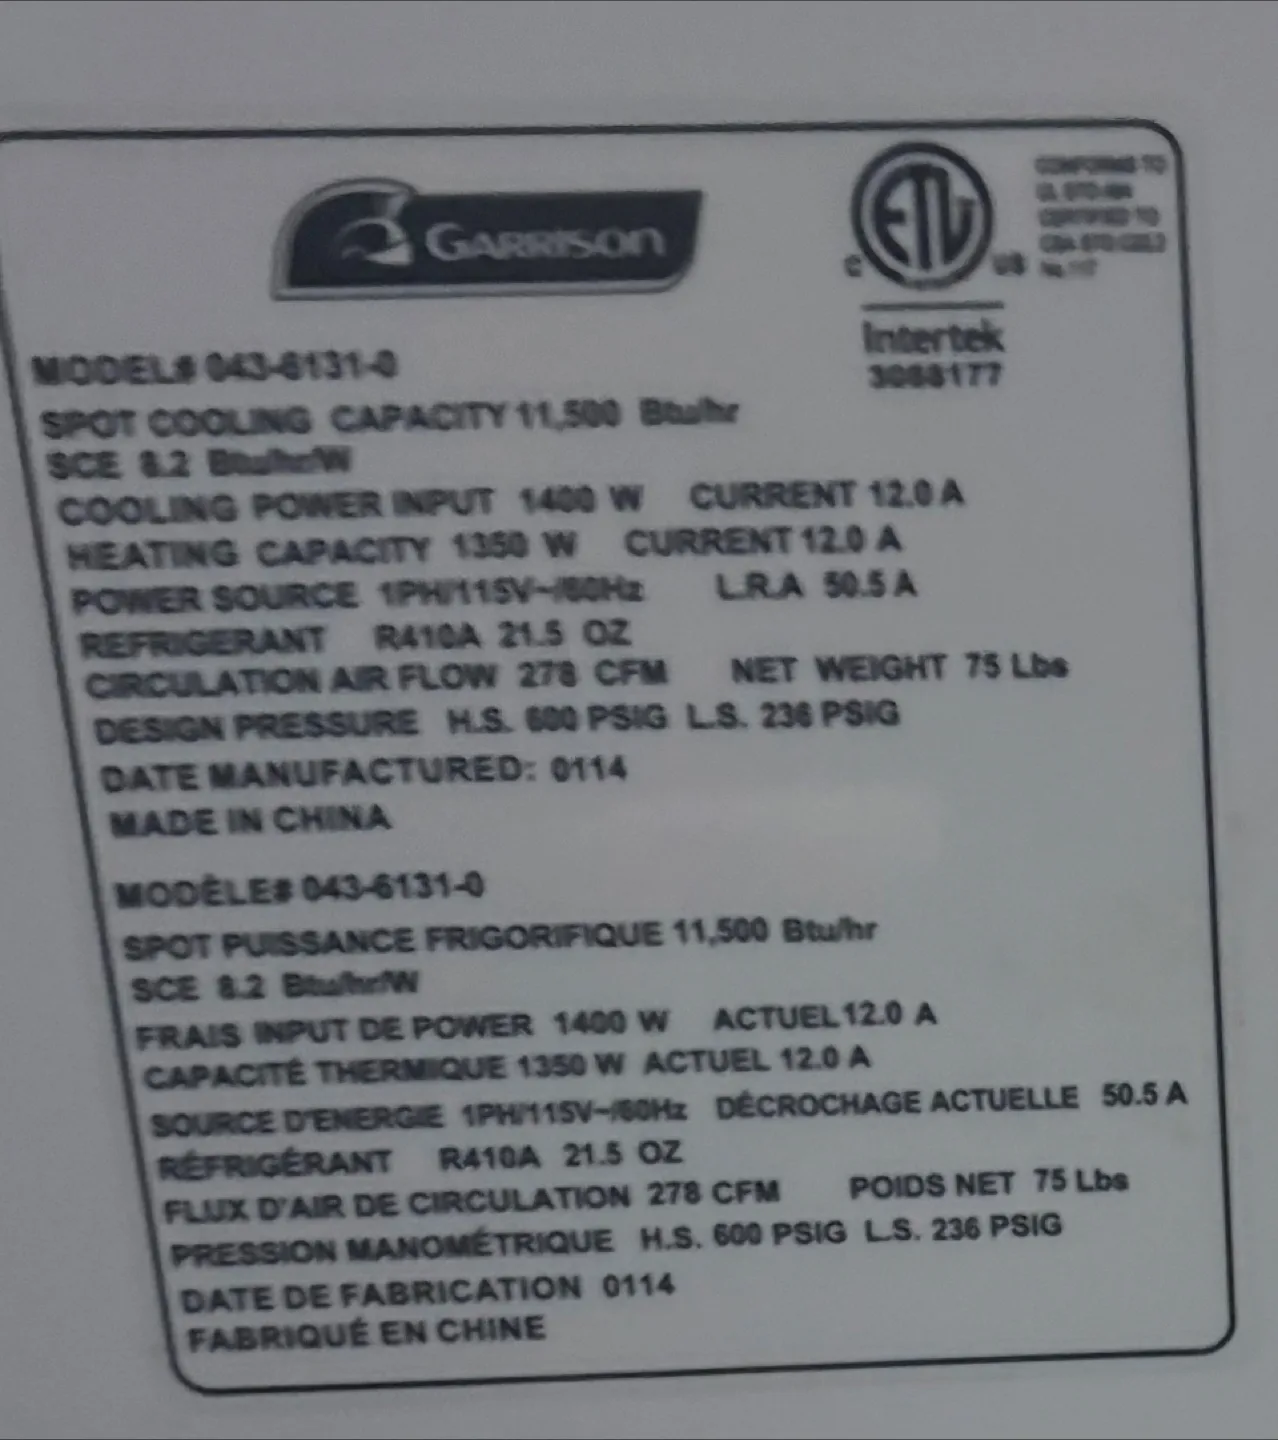 GARRISON
ETL
C US
CONFORMS TO
CERTIFIED TO
Intertek
3088177
MODEL# 043-6131-0
SPOT COOLING CAPACITY 11,500 Btu/hr
SCE 8.2 Btu/hr/W
COOLING POWER INPUT 1400 W CURRENT 12.0 A
HEATING CAPACITY 1350 W CURRENT 12.0 A
POWER SOURCE 1PH/115V~/60Hz L.R.A 50.5 A
REFRIGERANT R410A 21.5 OZ
CIRCULATION AIR FLOW 278 CFM NET WEIGHT 75 Lbs
DESIGN PRESSURE H.S. 600 PSIG L.S. 236 PSIG
DATE MANUFACTURED: 0114
MADE IN CHINA
MODÈLE# 043-6131-0
SPOT PUISSANCE FRIGORIFIQUE 11,500 Btu/hr
SCE 8.2 Btu/hr/W
FRAIS INPUT DE POWER 1400 W ACTUEL 12.0 A
CAPACITÉ THERMIQUE 1350 W ACTUEL 12.0 A
SOURCE D'ENERGIE 1PH/115V~/60Hz DÉCROCHAGE ACTUELLE 50.5 A
RÉFRIGÉRANT R410A 21.5 OZ
FLUX D'AIR DE CIRCULATION 278 CFM POIDS NET 75 Lbs
PRESSION MANOMÉTRIQUE H.S. 600 PSIG L.S. 236 PSIG
DATE DE FABRICATION 0114
FABRIQUÉ EN CHINE